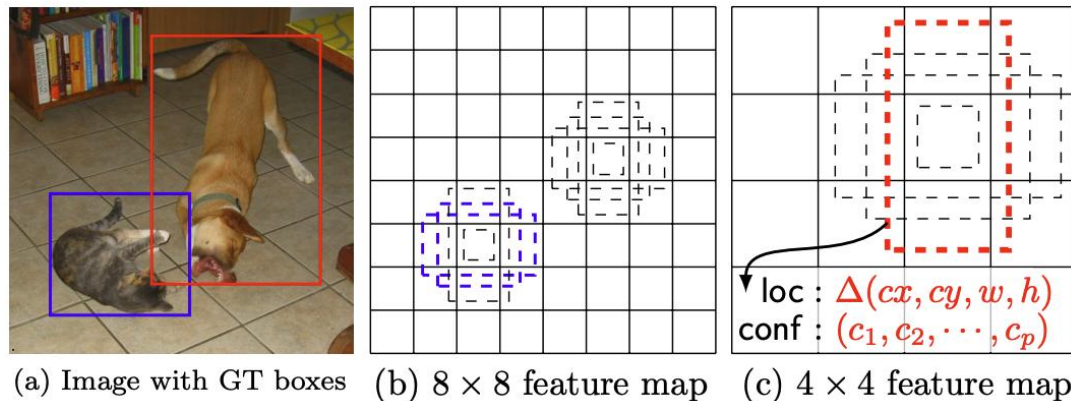 loc : Δ(cx, cy, w, h)
conf : (c₁, c₂, ⋯, cₚ)
(a) Image with GT boxes
(b) 8 × 8 feature map
(c) 4 × 4 feature map